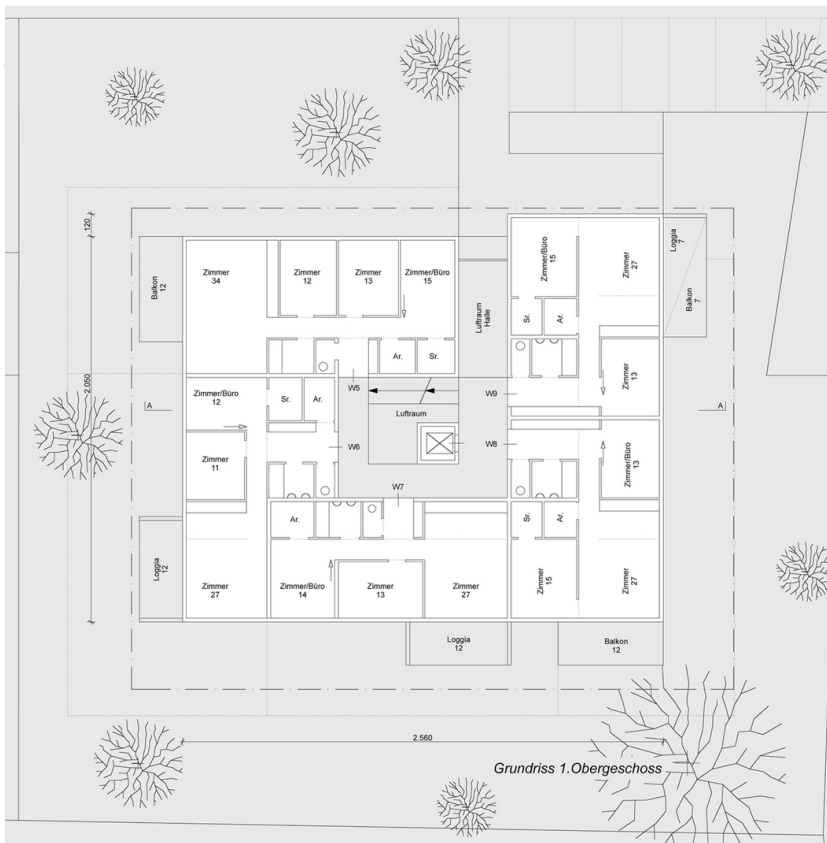 120
2.050
2.560
Balkon
12
Zimmer
34
Zimmer
12
Zimmer
13
Zimmer/Büro
15
Ar.
Sr.
W5
Luftraum
Halle
Zimmer/Büro
15
Zimmer
27
Loggia
7
Balkon
7
Sr.
Ar.
Zimmer
13
W9
Luftraum
A
A
Zimmer/Büro
12
Sr.
Ar.
W6
Zimmer
11
W8
Zimmer/Büro
13
W7
Ar.
Sr.
Ar.
Loggia
12
Zimmer
27
Zimmer/Büro
14
Zimmer
13
Zimmer
27
Zimmer
15
Zimmer
27
Loggia
12
Balkon
12
Grundriss 1.Obergeschoss